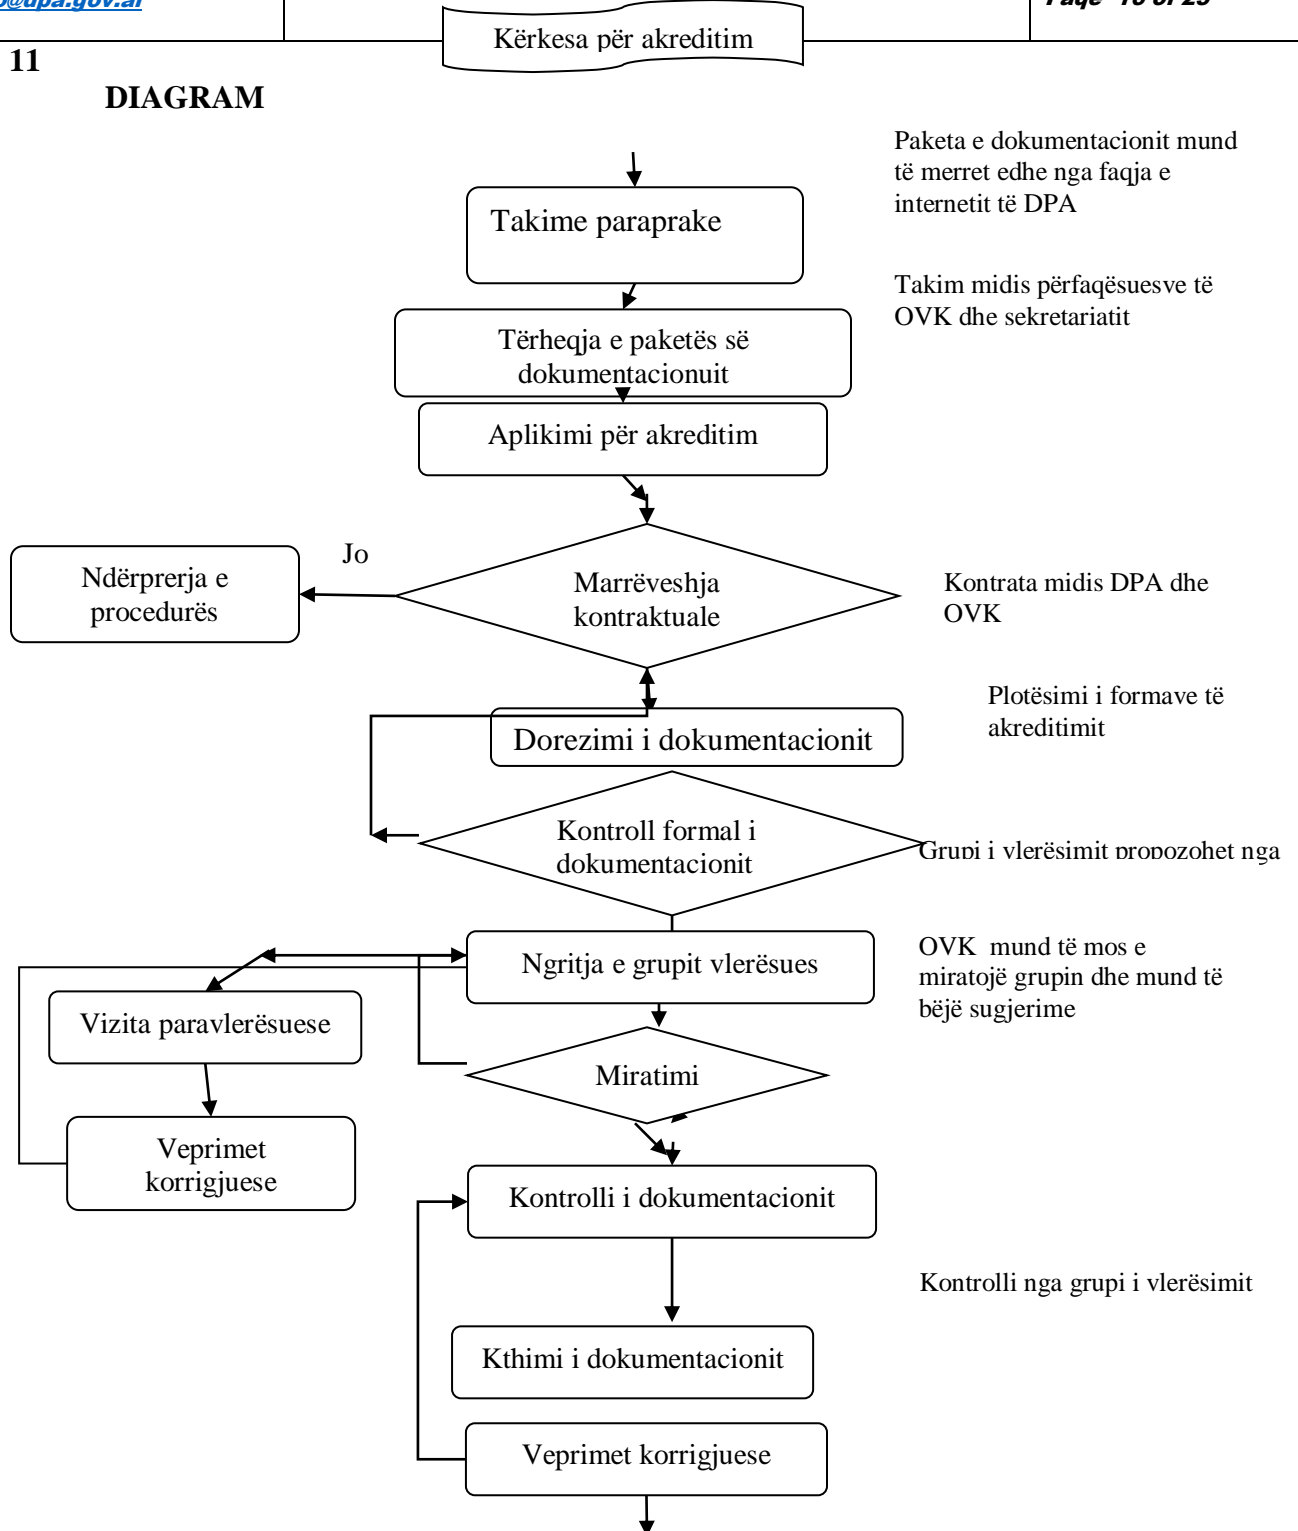 Kërkesa për akreditim
11
DIAGRAM
Paketa e dokumentacionit mund
të merret edhe nga faqja e
internetit të DPA
Takime paraprake
Takim midis përfaqësuesve të
OVK dhe sekretariatit
Tërheqja e paketës së
dokumentacionuit
Aplikimi për akreditim
Jo
Ndërprerja e
procedurës
Marrëveshja
kontraktuale
Kontrata midis DPA dhe
OVK
Plotësimi i formave të
akreditimit
Dorezimi i dokumentacionit
Kontroll formal i
dokumentacionit
Grupi i vlerësimit propozohet nga
Ngritja e grupit vlerësues
OVK mund të mos e
miratojë grupin dhe mund të
bëjë sugjerime
Vizita paravlerësuese
Miratimi
Veprimet
korrigjuese
Kontrolli i dokumentacionit
Kontrolli nga grupi i vlerësimit
Kthimi i dokumentacionit
Veprimet korrigjuese